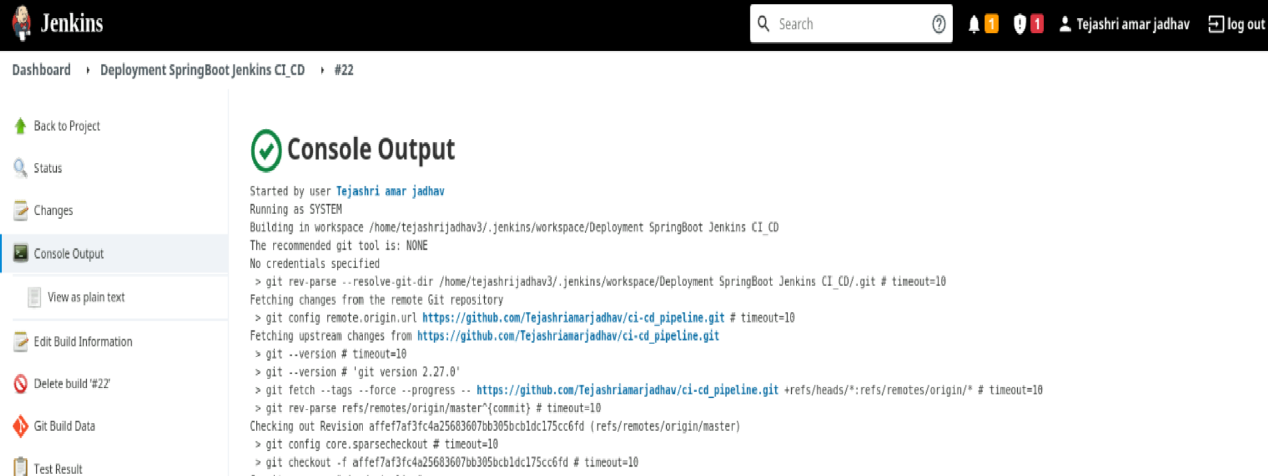 Jenkins
Search
1
1
Tejashri amar jadhav
log out
Dashboard
Deployment SpringBoot Jenkins CI_CD
#22
Back to Project
Status
Changes
Console Output
View as plain text
Edit Build Information
Delete build '#22'
Git Build Data
Test Result
Console Output
Started by user Tejashri amar jadhav
Running as SYSTEM
Building in workspace /home/tejashrijadhav3/.jenkins/workspace/Deployment SpringBoot Jenkins CI_CD
The recommended git tool is: NONE
No credentials specified
> git rev-parse --resolve-git-dir /home/tejashrijadhav3/.jenkins/workspace/Deployment SpringBoot Jenkins CI_CD/.git # timeout=10
Fetching changes from the remote Git repository
> git config remote.origin.url https://github.com/Tejashriamarjadhav/ci-cd_pipeline.git # timeout=10
Fetching upstream changes from https://github.com/Tejashriamarjadhav/ci-cd_pipeline.git
> git --version # timeout=10
> git --version # 'git version 2.27.0'
> git fetch --tags --force --progress -- https://github.com/Tejashriamarjadhav/ci-cd_pipeline.git +refs/heads/*:refs/remotes/origin/* # timeout=10
> git rev-parse refs/remotes/origin/master^{commit} # timeout=10
Checking out Revision affef7af3fc4a25683607bb305bcb1dc175cc6fd (refs/remotes/origin/master)
> git config core.sparsecheckout # timeout=10
> git checkout -f affef7af3fc4a25683607bb305bcb1dc175cc6fd # timeout=10